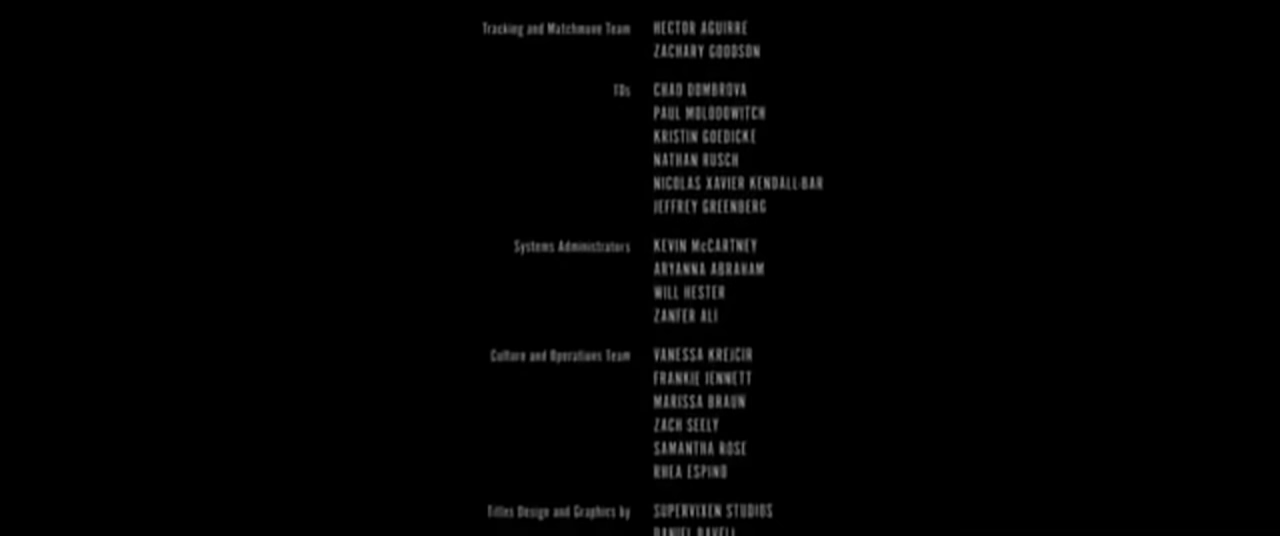 Tracking and Matchmove Team HECTOR AGUIRRE
ZACHARY GOODSON
TDs CHAD DOMBROVA
PAUL MOLODOWITCH
KRISTIN GOEDICKE
NATHAN RUSCH
NICOLAS XAVIER KENDALL-BAR
JEFFREY GREENBERG
Systems Administrators KEVIN McCARTNEY
ARYANNA ABRAHAM
WILL HESTER
ZANFER ALI
Culture and Operations Team VANESSA KREJCIR
FRANKIE JENNETT
MARISSA BRAUN
ZACH SEELY
SAMANTHA ROSE
RHEA ESPINO
Titles Design and Graphics by SUPERVIXEN STUDIOS
DANIEL